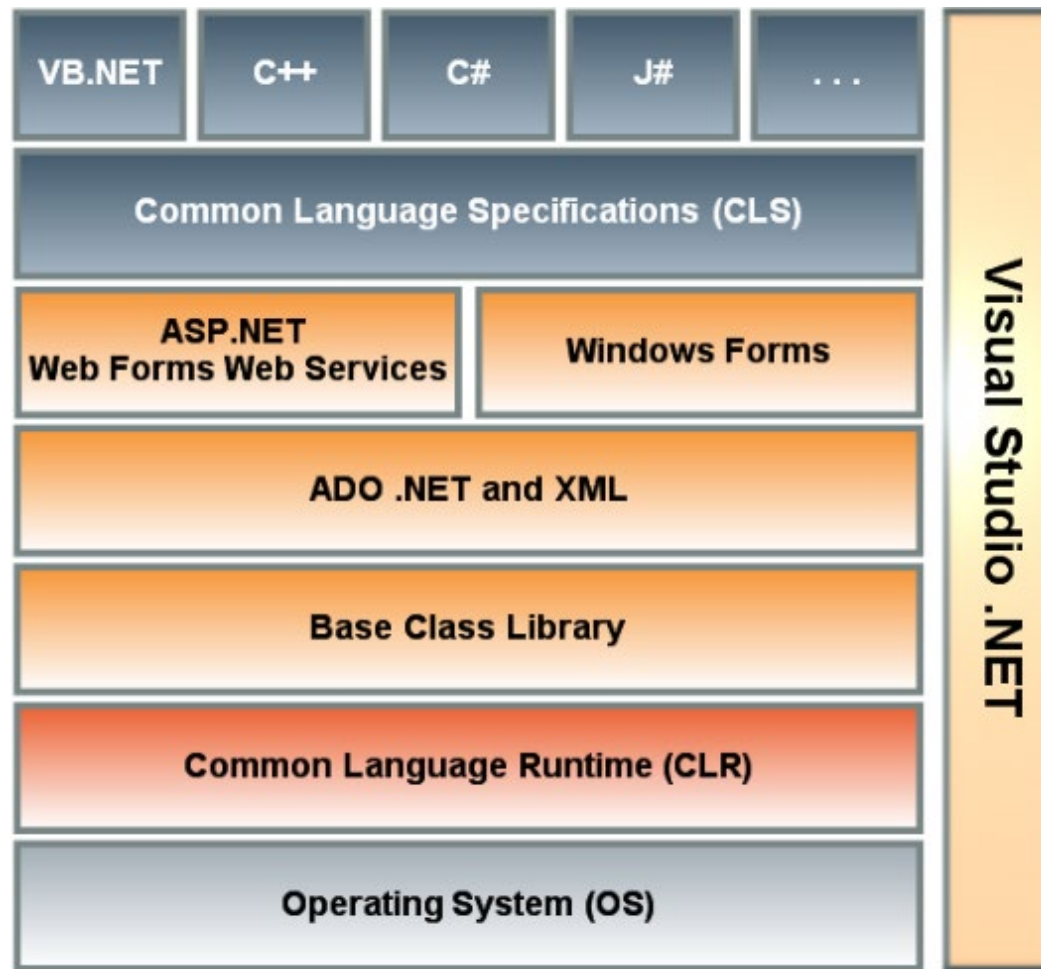 VB.NET
C++
C#
J#
. . .
Common Language Specifications (CLS)
ASP.NET
Web Forms Web Services
Windows Forms
ADO .NET and XML
Base Class Library
Common Language Runtime (CLR)
Operating System (OS)
Visual Studio .NET